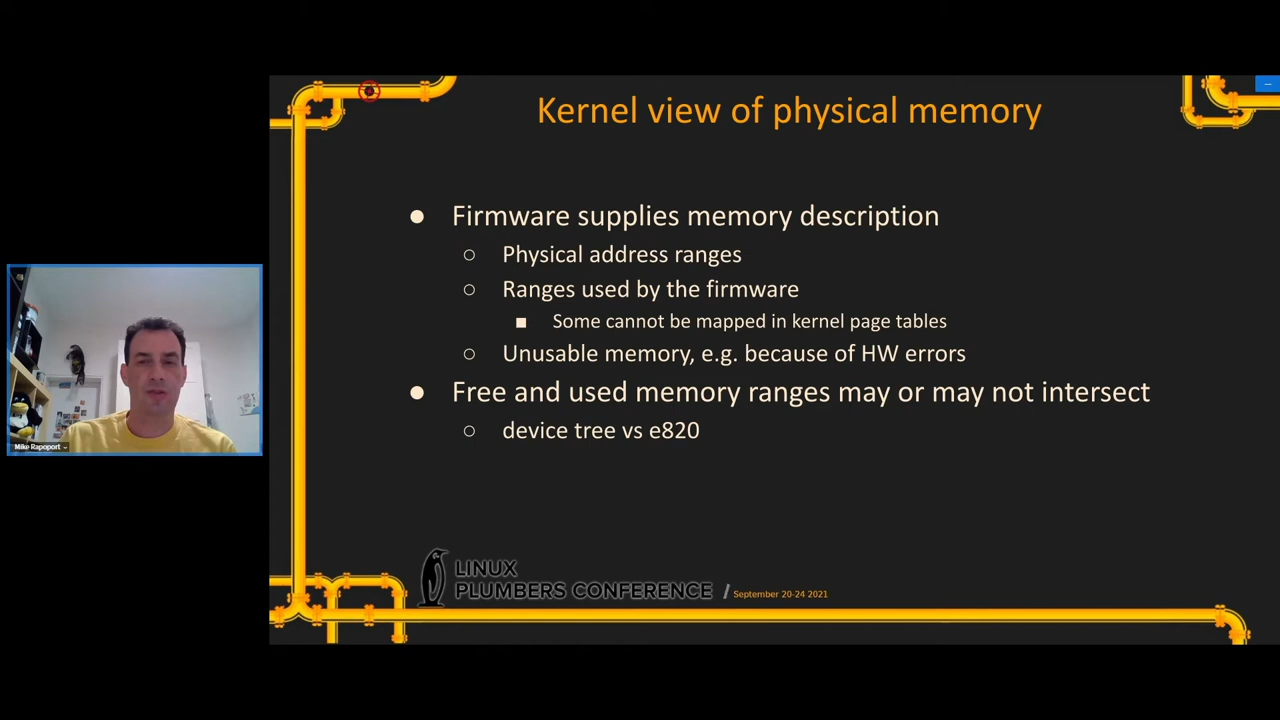 Kernel view of physical memory
● Firmware supplies memory description
○ Physical address ranges
○ Ranges used by the firmware
■ Some cannot be mapped in kernel page tables
○ Unusable memory, e.g. because of HW errors
● Free and used memory ranges may or may not intersect
○ device tree vs e820
Mike Rapoport
LINUX
PLUMBERS CONFERENCE / September 20-24 2021